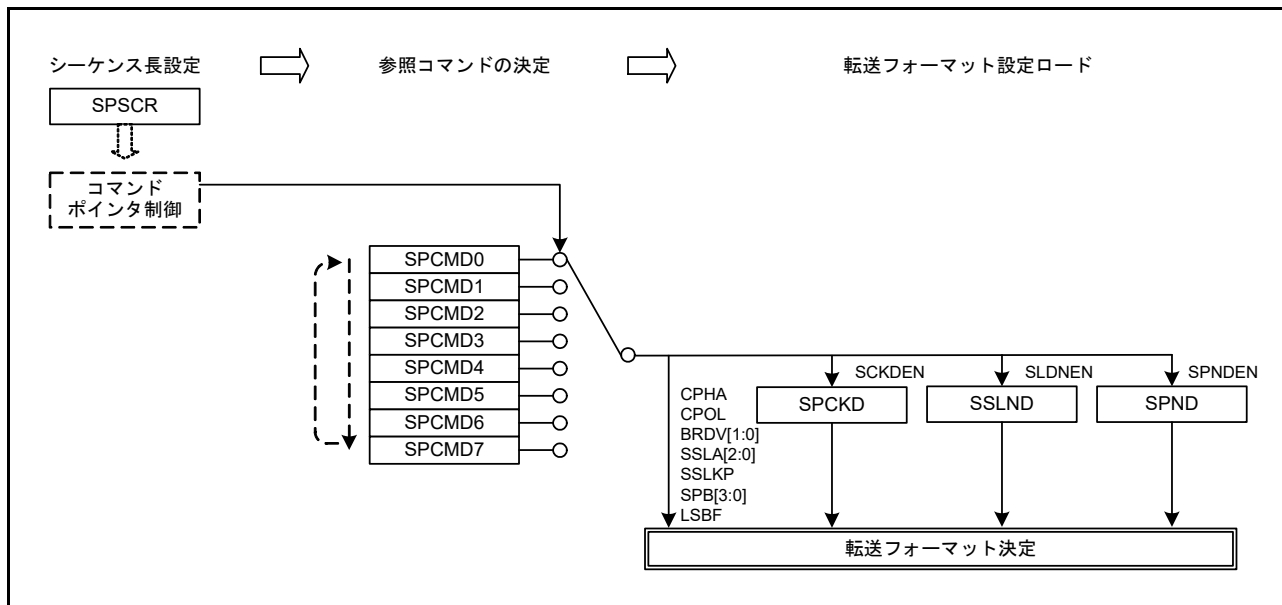 シーケンス長設定
参照コマンドの決定
転送フォーマット設定ロード
SPSCR
コマンド
ポインタ制御
SPCMD0
SPCMD1
SPCMD2
SPCMD3
SPCMD4
SPCMD5
SPCMD6
SPCMD7
CPHA
CPOL
BRDV[1:0]
SSLA[2:0]
SSLKP
SPB[3:0]
LSBF
SCKDEN
SPCKD
SLDNEN
SSLND
SPNDEN
SPND
転送フォーマット決定